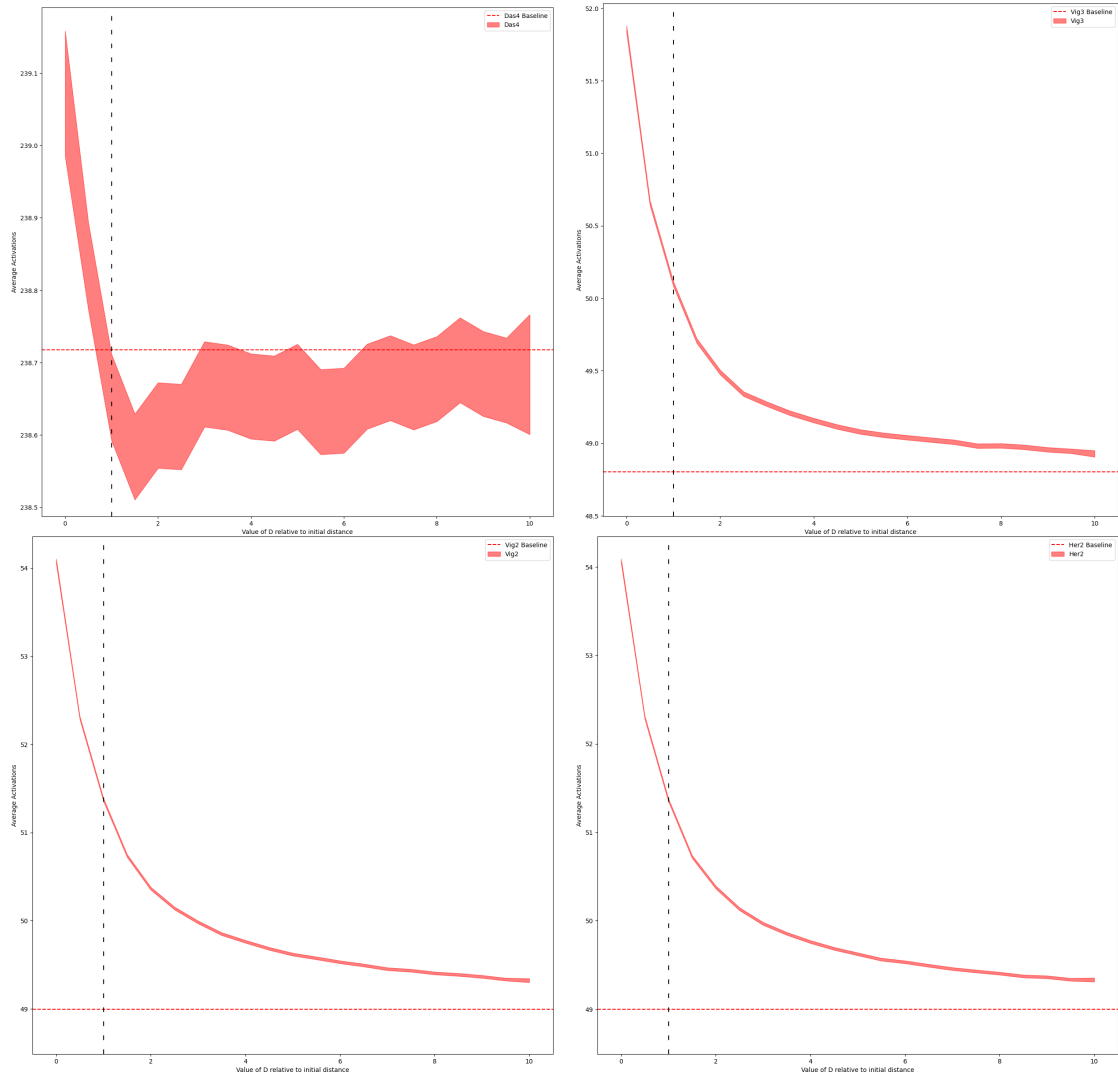 Das4 Baseline
Das4
239.1
239.0
238.9
238.8
238.7
238.6
238.5
Average Activations
0 2 4 6 8 10
Value of D relative to initial distance
Vig3 Baseline
Vig3
52.0
51.5
51.0
50.5
50.0
49.5
49.0
48.5
Average Activations
0 2 4 6 8 10
Value of D relative to initial distance
Vig2 Baseline
Vig2
54
53
52
51
50
49
Average Activations
0 2 4 6 8 10
Value of D relative to initial distance
Her2 Baseline
Her2
54
53
52
51
50
49
Average Activations
0 2 4 6 8 10
Value of D relative to initial distance